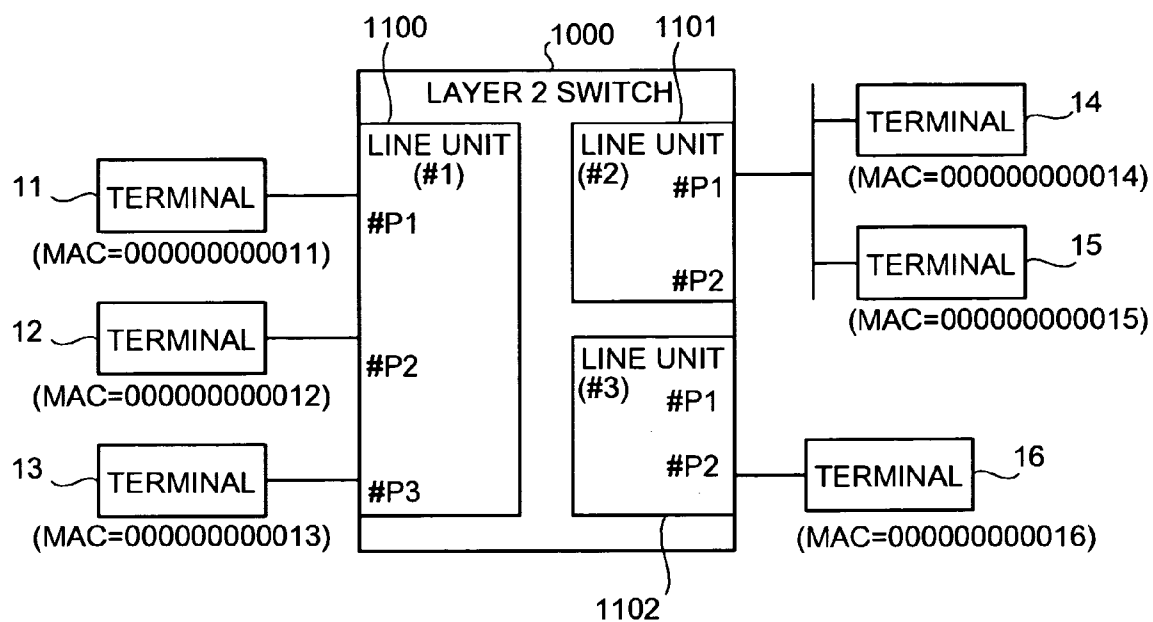 1100
1000
1101
LAYER 2 SWITCH
LINE UNIT
(#1)
#P1
#P2
#P3
LINE UNIT
(#2)
#P1
#P2
LINE UNIT
(#3)
#P1
#P2
1102
11
TERMINAL
(MAC=000000000011)
12
TERMINAL
(MAC=000000000012)
13
TERMINAL
(MAC=000000000013)
TERMINAL
14
(MAC=000000000014)
TERMINAL
15
(MAC=000000000015)
TERMINAL
16
(MAC=000000000016)